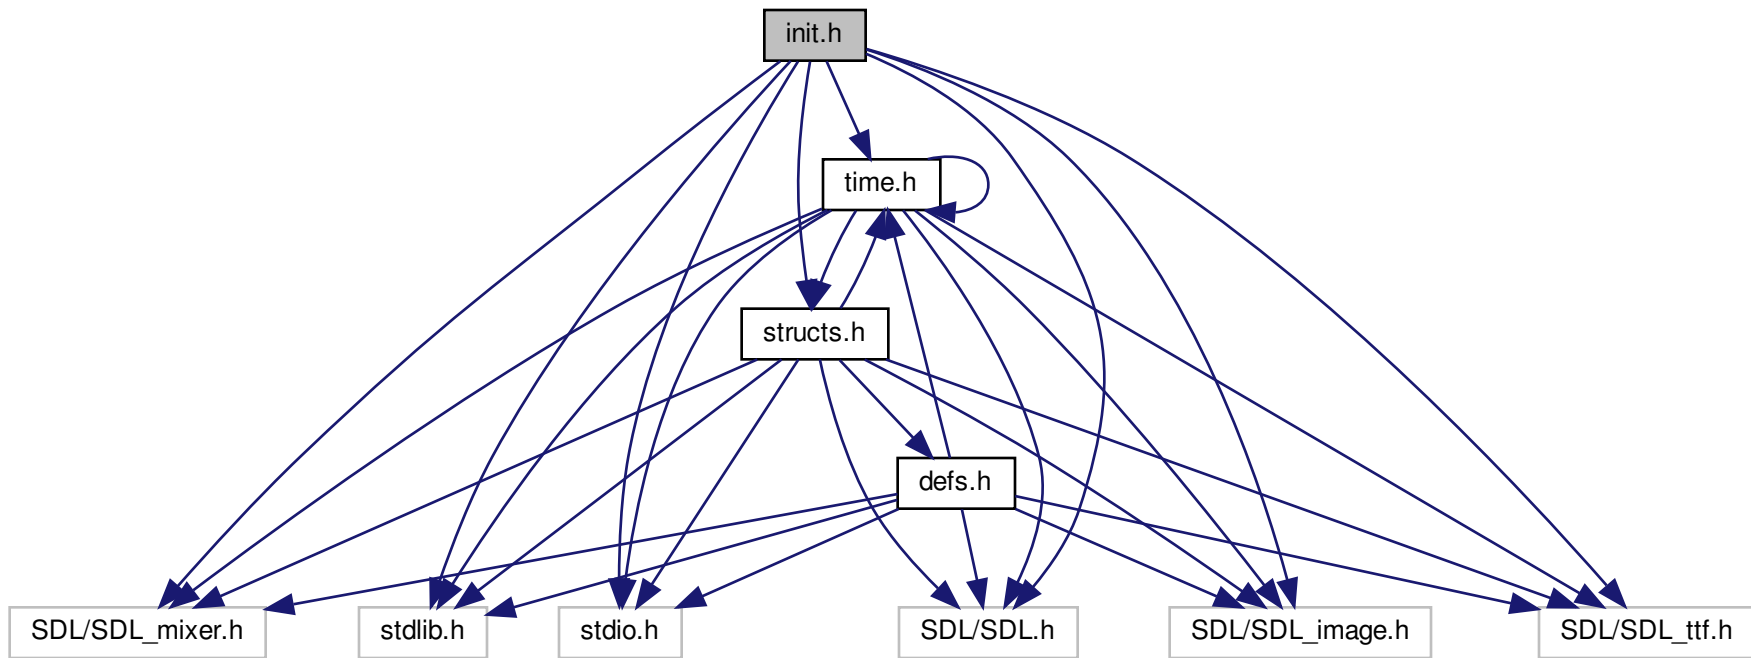 init.h
time.h
structs.h
defs.h
SDL/SDL_mixer.h
stdlib.h
stdio.h
SDL/SDL.h
SDL/SDL_image.h
SDL/SDL_ttf.h